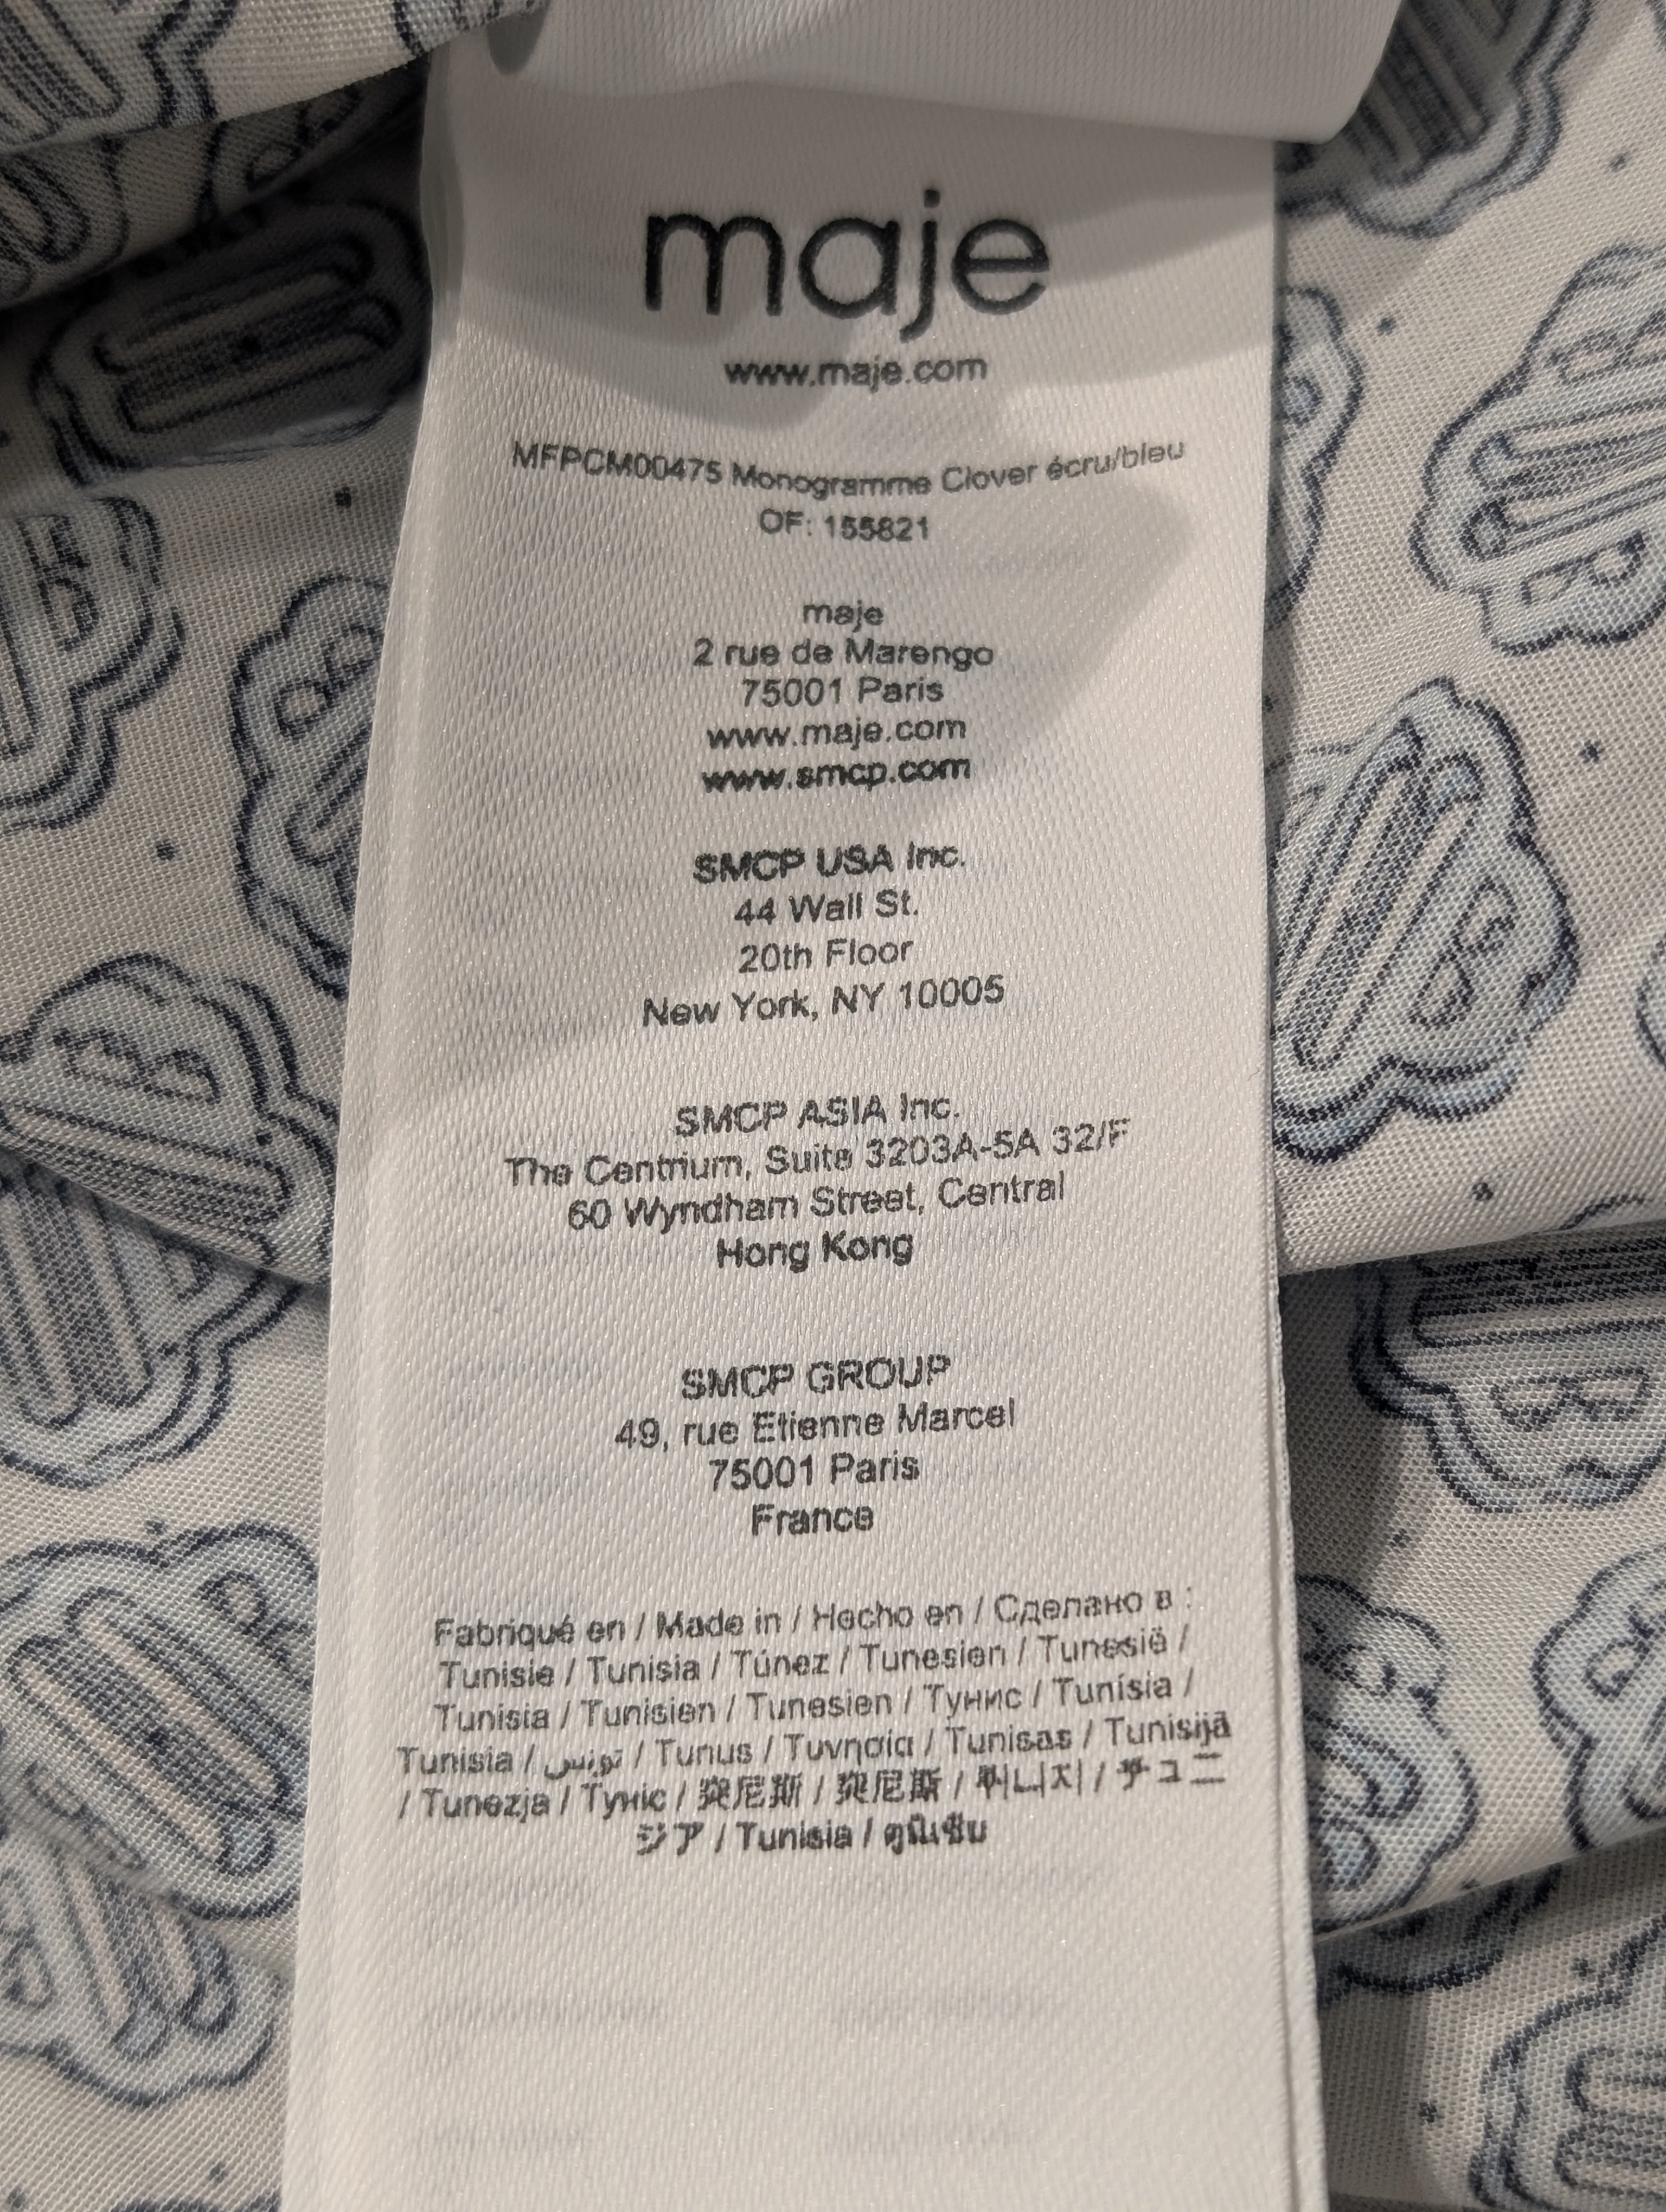 maje
www.maje.com
MFPCM00475 Monogramme Clover écru/bleu
OF: 155821
maje
2 rue de Marengo
75001 Paris
www.maje.com
www.smcp.com
SMCP USA Inc.
44 Wall St.
20th Floor
New York, NY 10005
SMCP ASIA Inc.
The Centrium, Suite 3203A-5A 32/F
60 Wyndham Street, Central
Hong Kong
SMCP GROUP
49, rue Etienne Marcel
75001 Paris
France
Fabriqué en / Made in / Hecho en / Сделано в :
Tunisie / Tunisia / Túnez / Tunesien / Tunesië /
Tunisia / Tunisien / Tunesien / Тунис / Tunísia /
Tunisia / تونس / Tunus / Τυνησία / Tunisas / Tunisijā
/ Tunezja / Туніс / 突尼斯 / 突尼斯 / 튀니지 / チュニ
ジア / Tunisia / ตูนิเซีย